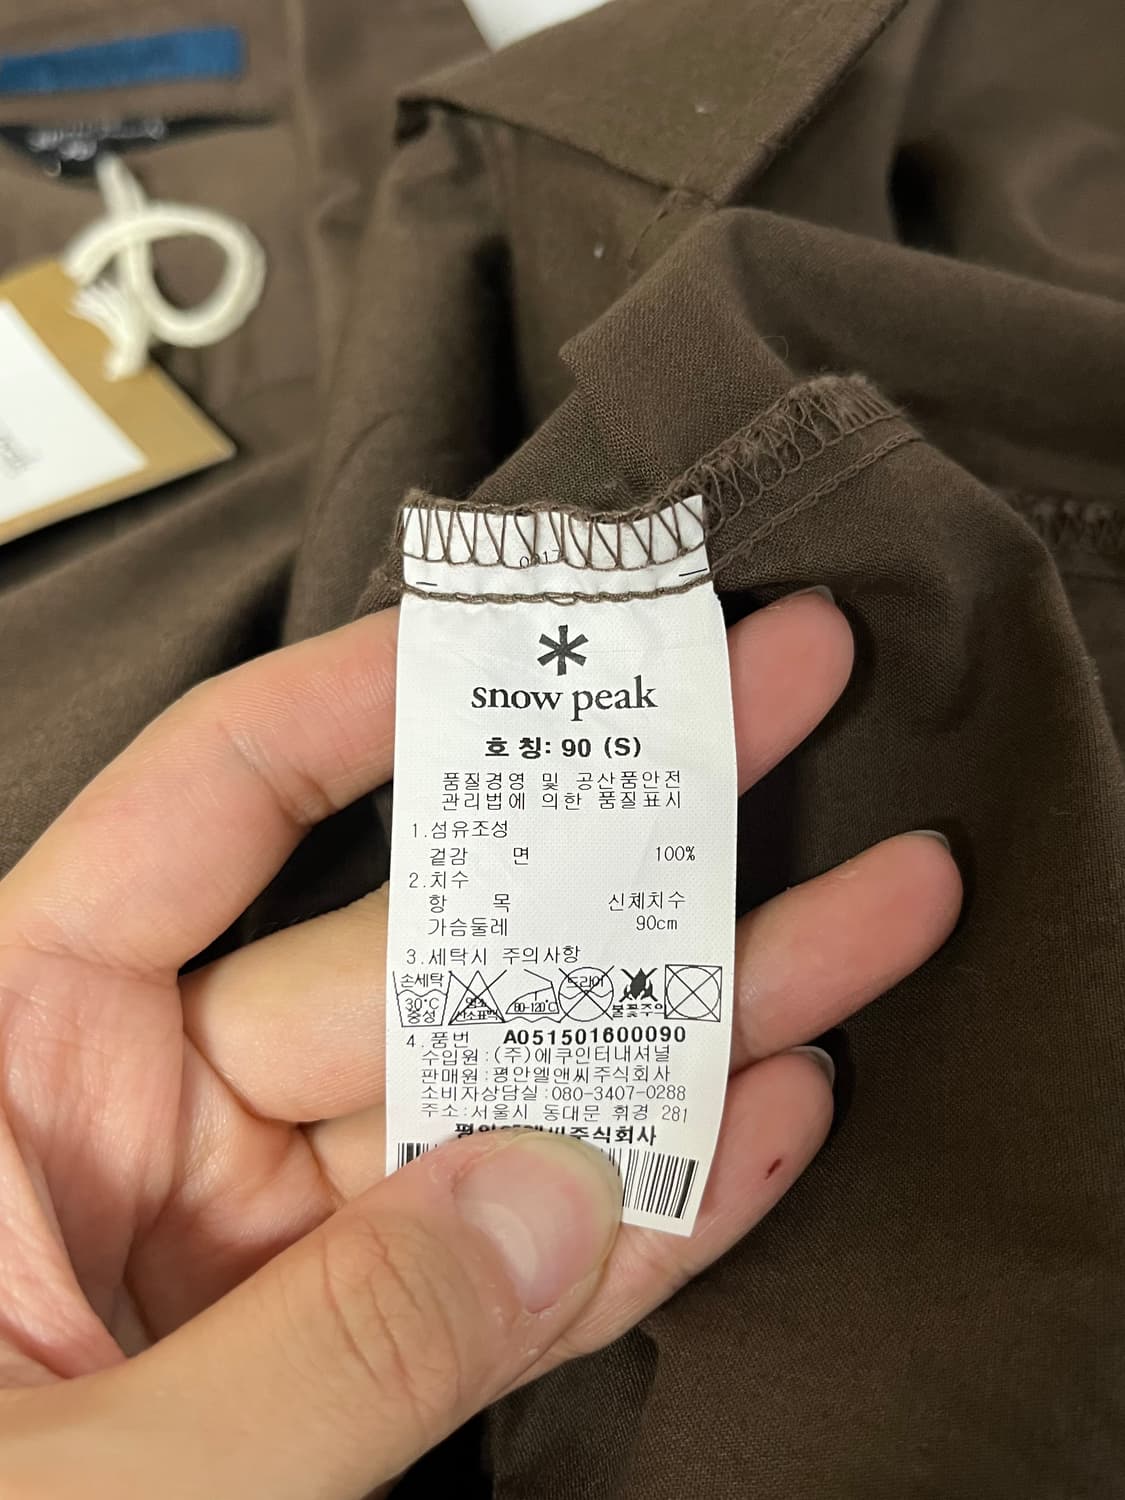 snow peak
호 칭: 90 (S)
품질경영 및 공산품안전
관리법에 의한 품질표시
1.섬유조성
겉감 면 100%
2.치수
항 목 신체치수
가슴둘레 90cm
3.세탁시 주의사항
손세탁
30°C
중성
염소
산소표백
80-120°C
드라이
불꽃주의
4.품번 A051501600090
수입원:(주)에쿠인터내셔널
판매원:평안엘앤씨주식회사
소비자상담실:080-3407-0288
주소:서울시 동대문 휘경 281